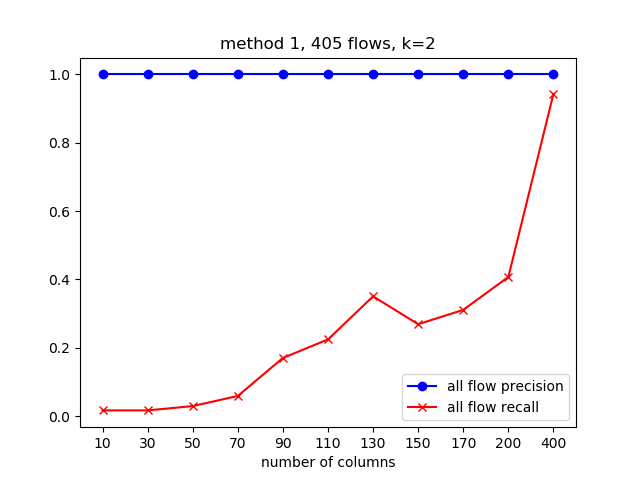 method 1, 405 flows, k=2
1.0
0.8
0.6
0.4
0.2
0.0
all flow precision
all flow recall
10 30 50 70 90 110 130 150 170 200 400
number of columns